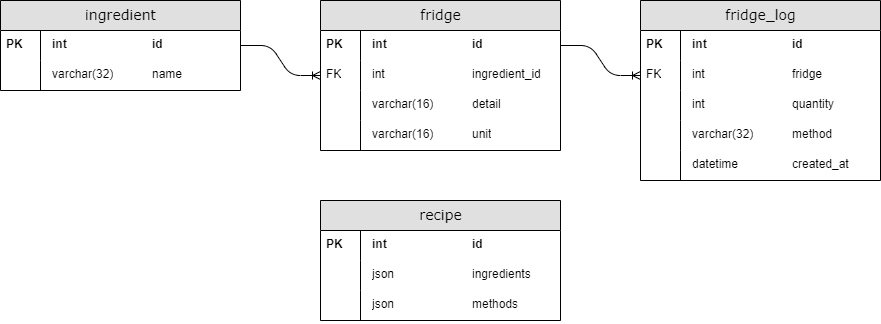 ingredient
PK int id
varchar(32) name
fridge
PK int id
FK int ingredient_id
varchar(16) detail
varchar(16) unit
fridge_log
PK int id
FK int fridge
int quantity
varchar(32) method
datetime created_at
recipe
PK int id
json ingredients
json methods